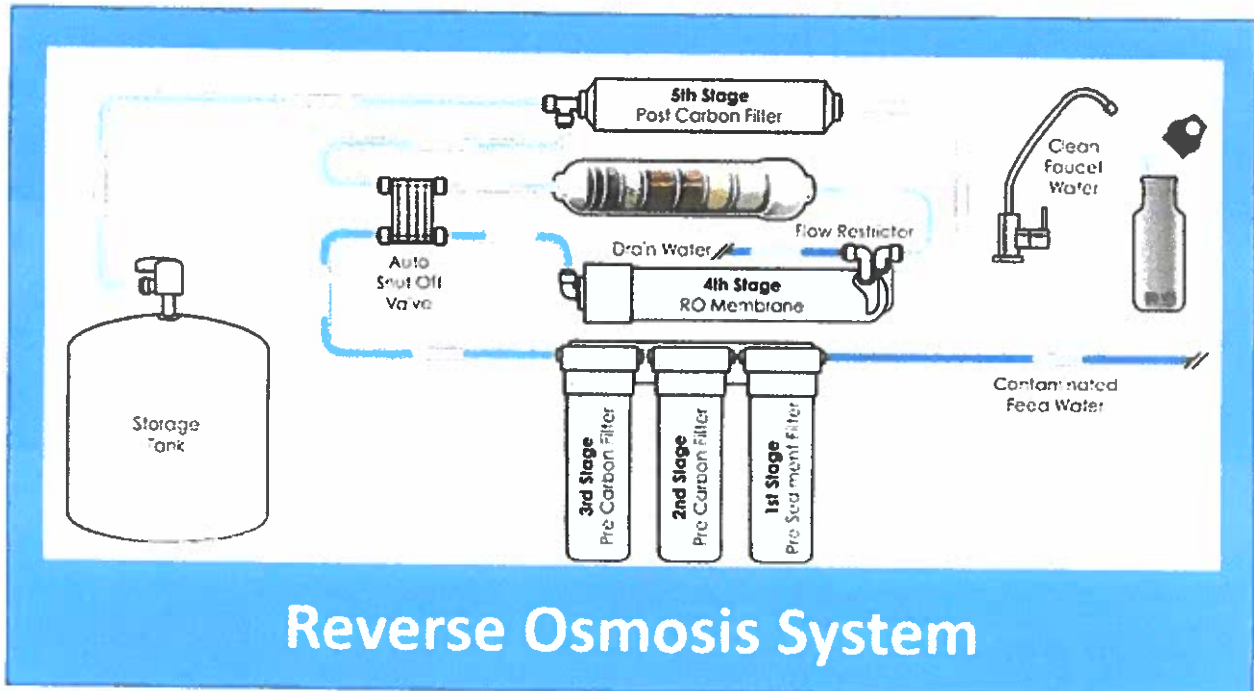 5th Stage
Post Carbon Filter
Clean
Faucet
Water
Flow Restrictor
Drain Water
Auto
Shut Off
Valve
4th Stage
RO Membrane
Storage
Tank
Contaminated
Feed Water
3rd Stage
Pre Carbon Filter
2nd Stage
Pre Carbon Filter
1st Stage
Pre Sediment Filter
Reverse Osmosis System